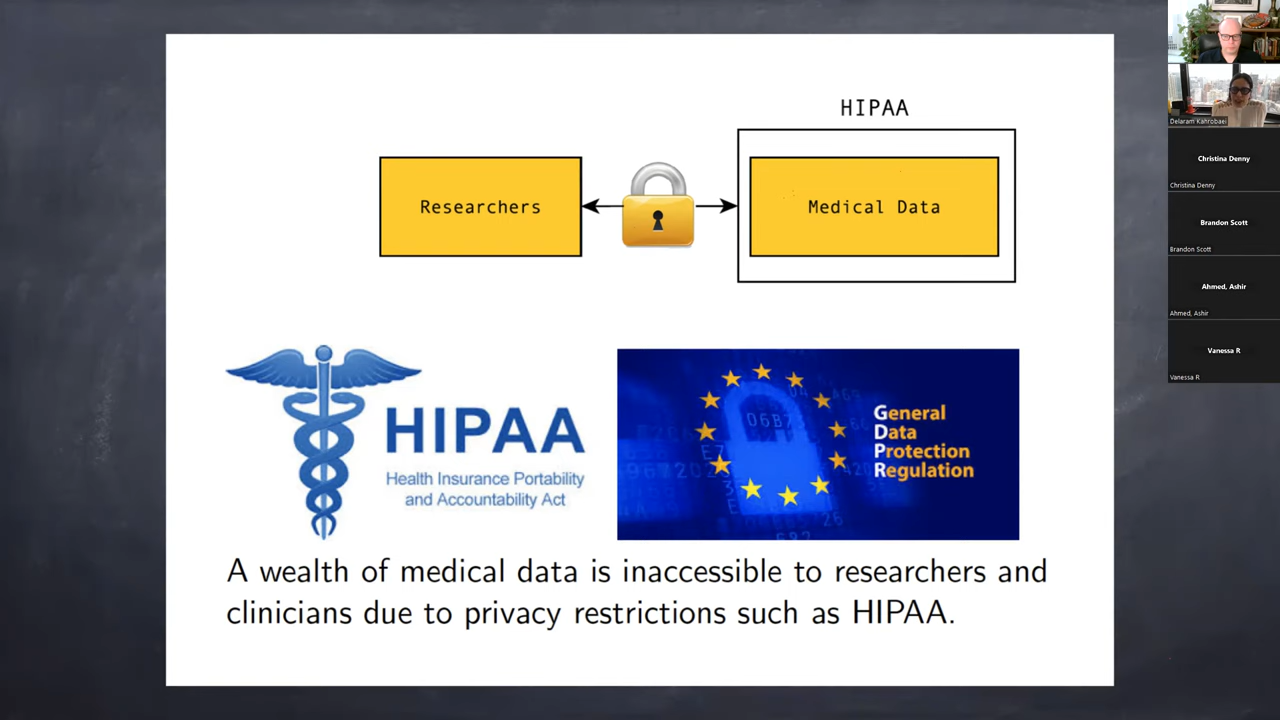 HIPAA
Researchers
Medical Data
HIPAA
Health Insurance Portability
and Accountability Act
06B73
General
Data
Protection
Regulation
A wealth of medical data is inaccessible to researchers and
clinicians due to privacy restrictions such as HIPAA.
Delaram Kahrobaei
Christina Denny
Christina Denny
Brandon Scott
Brandon Scott
Ahmed, Ashir
Ahmed, Ashir
Vanessa R
Vanessa R